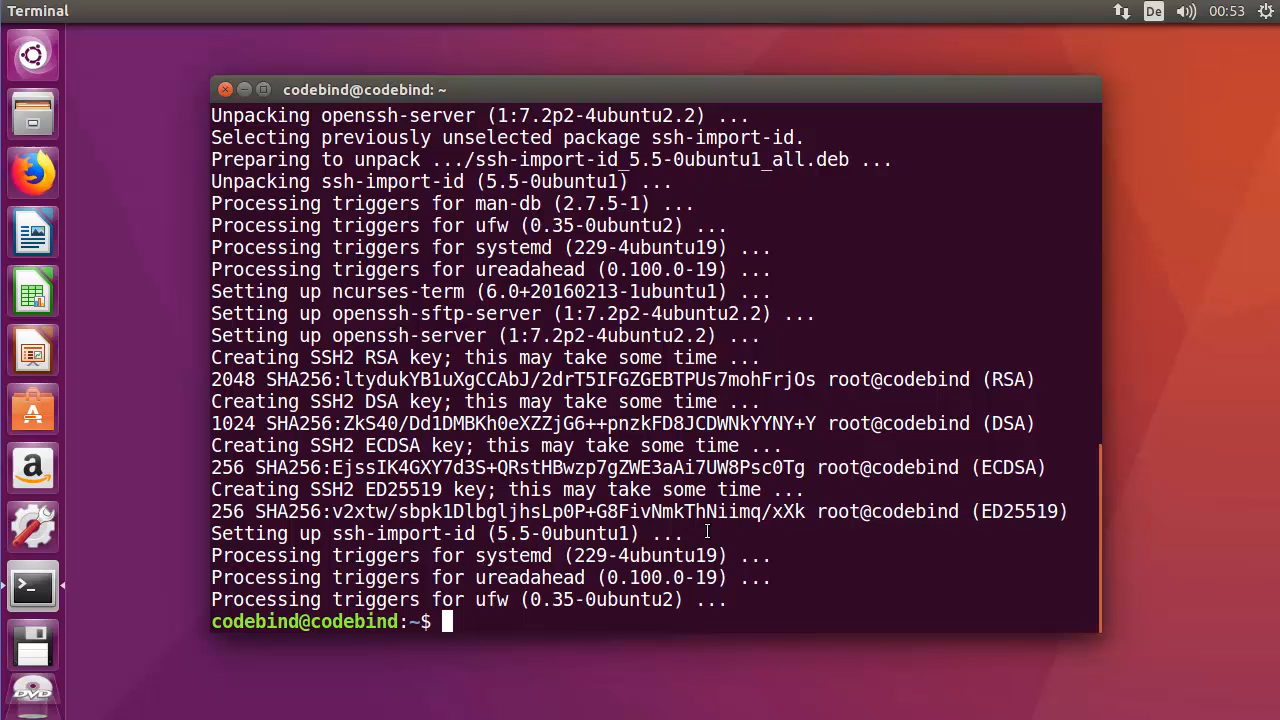 Terminal
De
00:53
codebind@codebind: ~
Unpacking openssh-server (1:7.2p2-4ubuntu2.2) ...
Selecting previously unselected package ssh-import-id.
Preparing to unpack .../ssh-import-id_5.5-0ubuntu1_all.deb ...
Unpacking ssh-import-id (5.5-0ubuntu1) ...
Processing triggers for man-db (2.7.5-1) ...
Processing triggers for ufw (0.35-0ubuntu2) ...
Processing triggers for systemd (229-4ubuntu19) ...
Processing triggers for ureadahead (0.100.0-19) ...
Setting up ncurses-term (6.0+20160213-1ubuntu1) ...
Setting up openssh-sftp-server (1:7.2p2-4ubuntu2.2) ...
Setting up openssh-server (1:7.2p2-4ubuntu2.2) ...
Creating SSH2 RSA key; this may take some time ...
2048 SHA256:ltydukYB1uXgCCAbJ/2drT5IFGZGEBTPUs7mohFrjOs root@codebind (RSA)
Creating SSH2 DSA key; this may take some time ...
1024 SHA256:ZkS40/Dd1DMBKh0eXZZjG6++pnzkFD8JCDWNkYYNY+Y root@codebind (DSA)
Creating SSH2 ECDSA key; this may take some time ...
256 SHA256:EjssIK4GXY7d3S+QRstHBwzp7gZWE3aAi7UW8Psc0Tg root@codebind (ECDSA)
Creating SSH2 ED25519 key; this may take some time ...
256 SHA256:v2xtw/sbpk1DlbgljhsLp0P+G8FivNmkThNiimq/xXk root@codebind (ED25519)
Setting up ssh-import-id (5.5-0ubuntu1) ...
Processing triggers for systemd (229-4ubuntu19) ...
Processing triggers for ureadahead (0.100.0-19) ...
Processing triggers for ufw (0.35-0ubuntu2) ...
codebind@codebind:~$
DVD